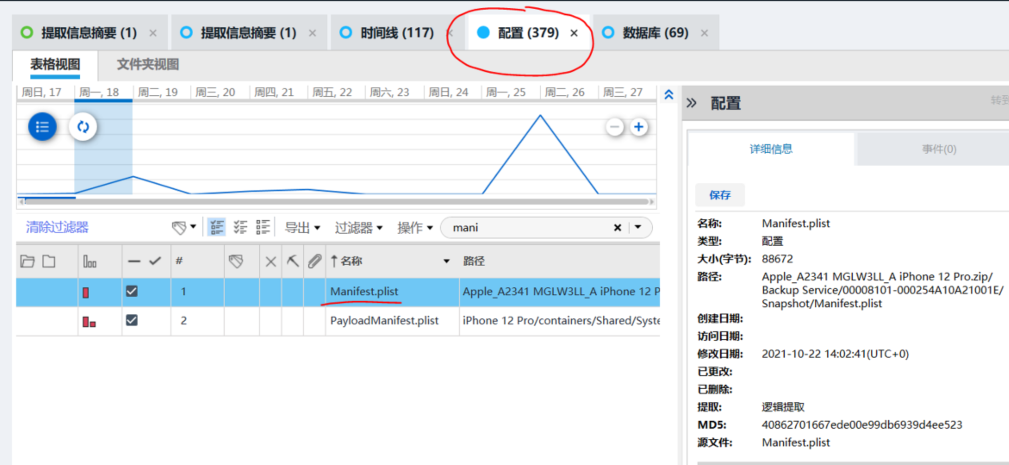 提取信息摘要 (1) ×
提取信息摘要 (1) ×
时间线 (117) ×
配置 (379) ×
数据库 (69) ×
表格视图
文件夹视图
周日, 17
周一, 18
周二, 19
周三, 20
周四, 21
周五, 22
周六, 23
周日, 24
周一, 25
周二, 26
周三, 27
清除过滤器
导出
过滤器
操作
mani
# 名称 路径
1 Manifest.plist Apple_A2341 MGLW3LL_A iPhone 12 P
2 PayloadManifest.plist iPhone 12 Pro/containers/Shared/Syste
配置
转到
详细信息
事件(0)
保存
名称: Manifest.plist
类型: 配置
大小(字节): 88672
路径: Apple_A2341 MGLW3LL_A iPhone 12 Pro.zip/
Backup Service/00008101-000254A10A21001E/
Snapshot/Manifest.plist
创建日期:
访问日期:
修改日期: 2021-10-22 14:02:41(UTC+0)
已更改:
已删除:
提取: 逻辑提取
MD5: 40862701667ede00e99db6939d4ee523
源文件: Manifest.plist